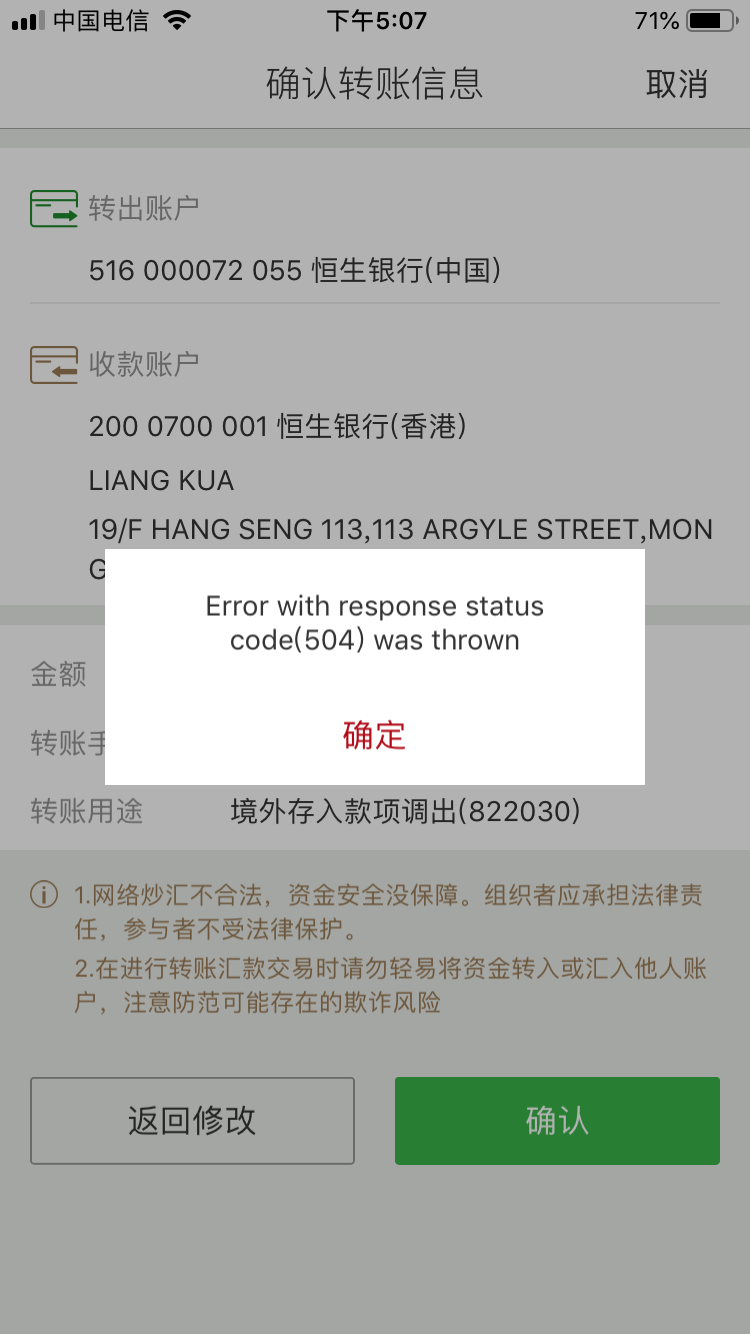 中国电信 下午5:07 71%
确认转账信息 取消
转出账户
516 000072 055 恒生银行(中国)
收款账户
200 0700 001 恒生银行(香港)
LIANG KUA
19/F HANG SENG 113,113 ARGYLE STREET,MON
G
Error with response status
code(504) was thrown
确定
金额
转账手
转账用途 境外存入款项调出(822030)
1.网络炒汇不合法，资金安全没保障。组织者应承担法律责
任，参与者不受法律保护。
2.在进行转账汇款交易时请勿轻易将资金转入或汇入他人账
户，注意防范可能存在的欺诈风险
返回修改 确认